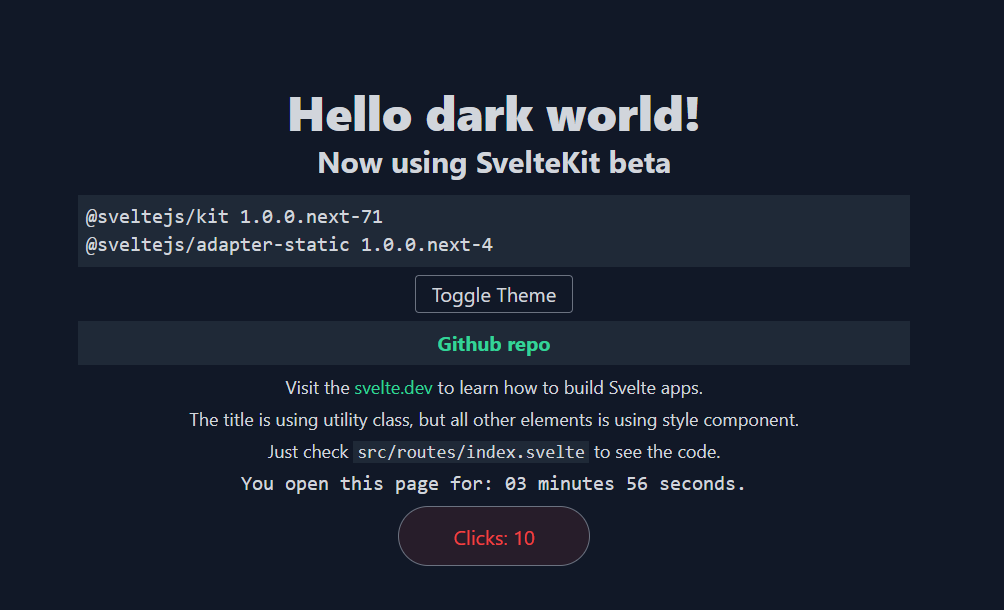 Hello dark world!
Now using SvelteKit beta
@sveltejs/kit 1.0.0.next-71
@sveltejs/adapter-static 1.0.0.next-4
Toggle Theme
Github repo
Visit the svelte.dev to learn how to build Svelte apps.
The title is using utility class, but all other elements is using style component.
Just check src/routes/index.svelte to see the code.
You open this page for: 03 minutes 56 seconds.
Clicks: 10